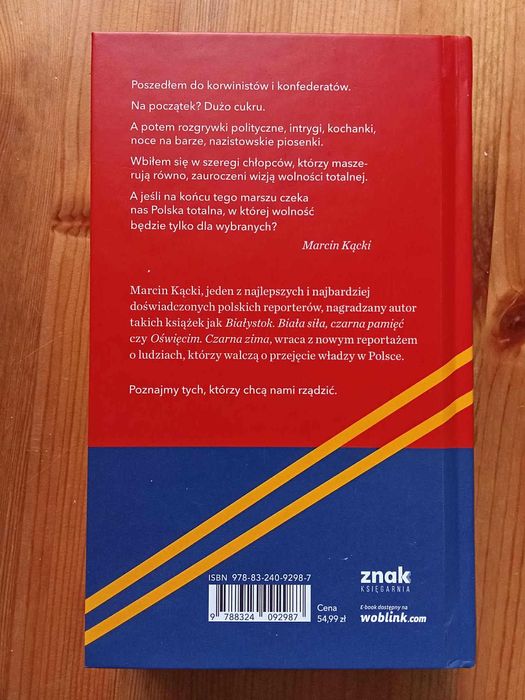 Poszedłem do korwinistów i konfederatów.
Na początek? Dużo cukru.
A potem rozgrywki polityczne, intrygi, kochanki,
noce na barze, nazistowskie piosenki.
Wbiłem się w szeregi chłopców, którzy masze-
rują równo, zauroczeni wizją wolności totalnej.
A jeśli na końcu tego marszu czeka
nas Polska totalna, w której wolność
będzie tylko dla wybranych?
Marcin Kącki
Marcin Kącki, jeden z najlepszych i najbardziej
doświadczonych polskich reporterów, nagradzany autor
takich książek jak Białystok. Biała siła, czarna pamięć
czy Oświęcim. Czarna zima, wraca z nowym reportażem
o ludziach, którzy walczą o przejęcie władzy w Polsce.
Poznajmy tych, którzy chcą nami rządzić.
ISBN 978-83-240-9298-7
9 788324 092987
Cena
54,99 zł
znak
KSIĘGARNIA
E-book dostępny na
woblink.com